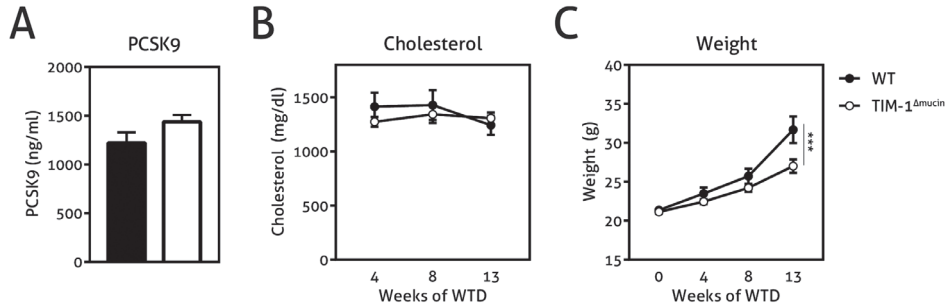 A
PCSK9
PCSK9 (ng/ml)
2000
1500
1000
500
0
B
Cholesterol
Cholesterol (mg/dl)
1500
1000
500
0
4 8 13
Weeks of WTD
C
Weight
Weight (g)
40
35
30
25
20
15
0 4 8 13
Weeks of WTD
***
WT
TIM-1Δmucin